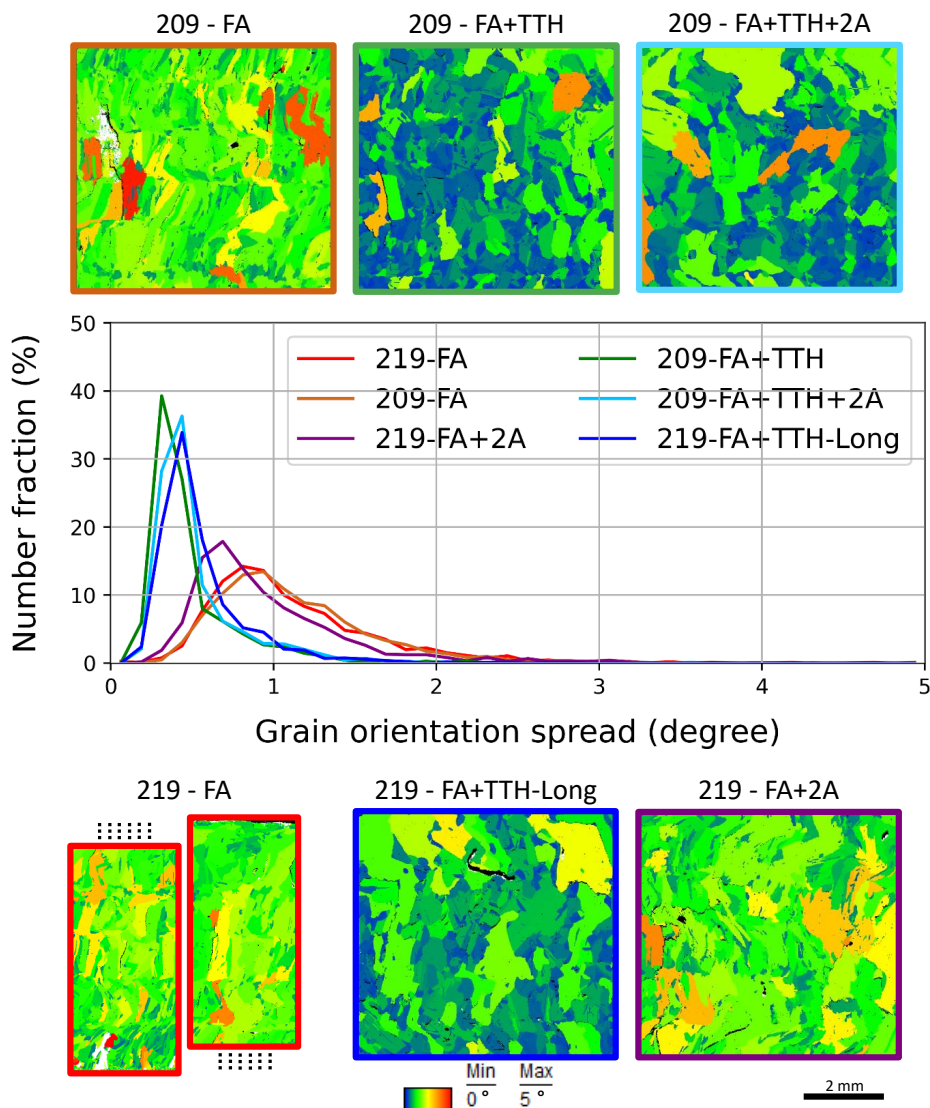 209 - FA
209 - FA+TTH
209 - FA+TTH+2A
Number fraction (%)
50
40
30
20
10
0
219-FA
209-FA
219-FA+2A
209-FA+TTH
209-FA+TTH+2A
219-FA+TTH-Long
0 1 2 3 4 5
Grain orientation spread (degree)
219 - FA
219 - FA+TTH-Long
219 - FA+2A
Min Max
0 ° 5 °
2 mm